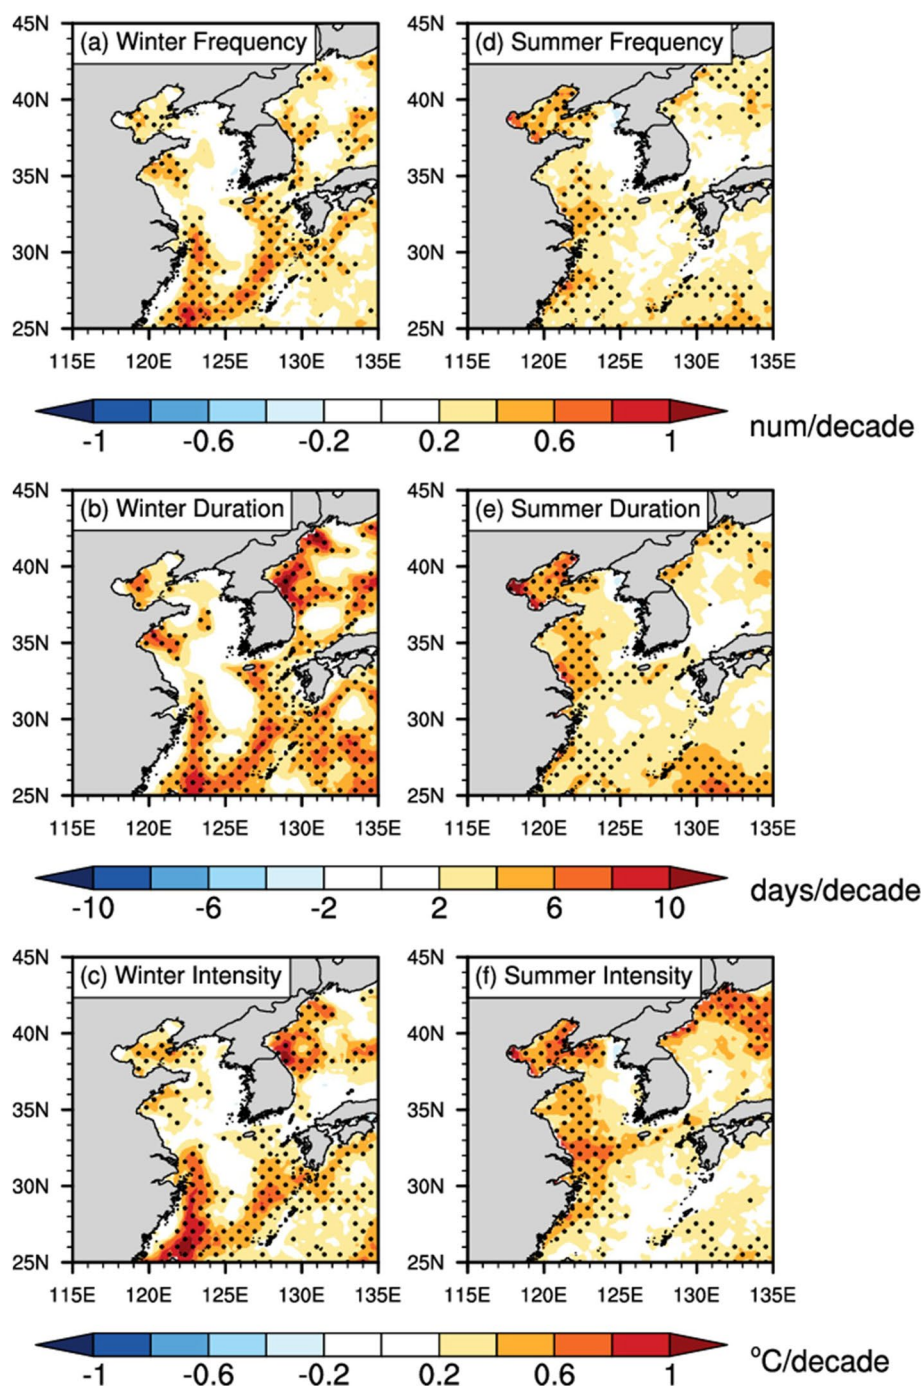 (a) Winter Frequency
(d) Summer Frequency
45N 40N 35N 30N 25N
45N 40N 35N 30N 25N
115E 120E 125E 130E 135E
115E 120E 125E 130E 135E
-1 -0.6 -0.2 0.2 0.6 1 num/decade
(b) Winter Duration
(e) Summer Duration
45N 40N 35N 30N 25N
45N 40N 35N 30N 25N
115E 120E 125E 130E 135E
115E 120E 125E 130E 135E
-10 -6 -2 2 6 10 days/decade
(c) Winter Intensity
(f) Summer Intensity
45N 40N 35N 30N 25N
45N 40N 35N 30N 25N
115E 120E 125E 130E 135E
115E 120E 125E 130E 135E
-1 -0.6 -0.2 0.2 0.6 1 °C/decade